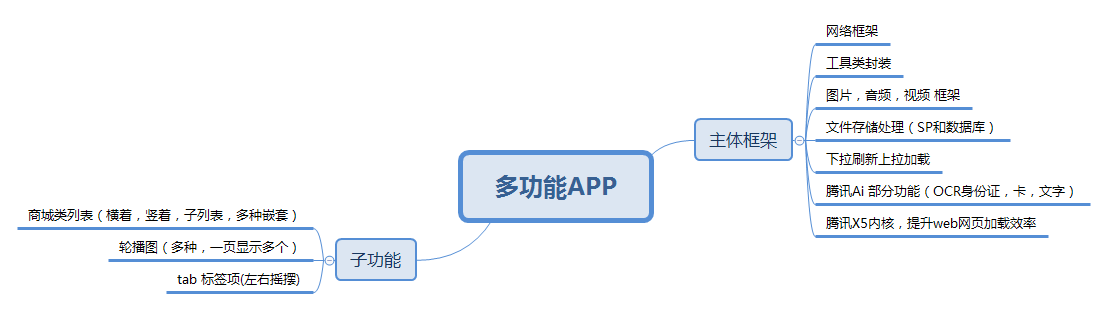 多功能APP
主体框架
网络框架
工具类封装
图片，音频，视频 框架
文件存储处理（SP和数据库）
下拉刷新上拉加载
腾讯Ai 部分功能（OCR身份证，卡，文字）
腾讯X5内核，提升web网页加载效率
子功能
商城类列表（横着，竖着，子列表，多种嵌套）
轮播图（多种，一页显示多个）
tab 标签项(左右摇摆)